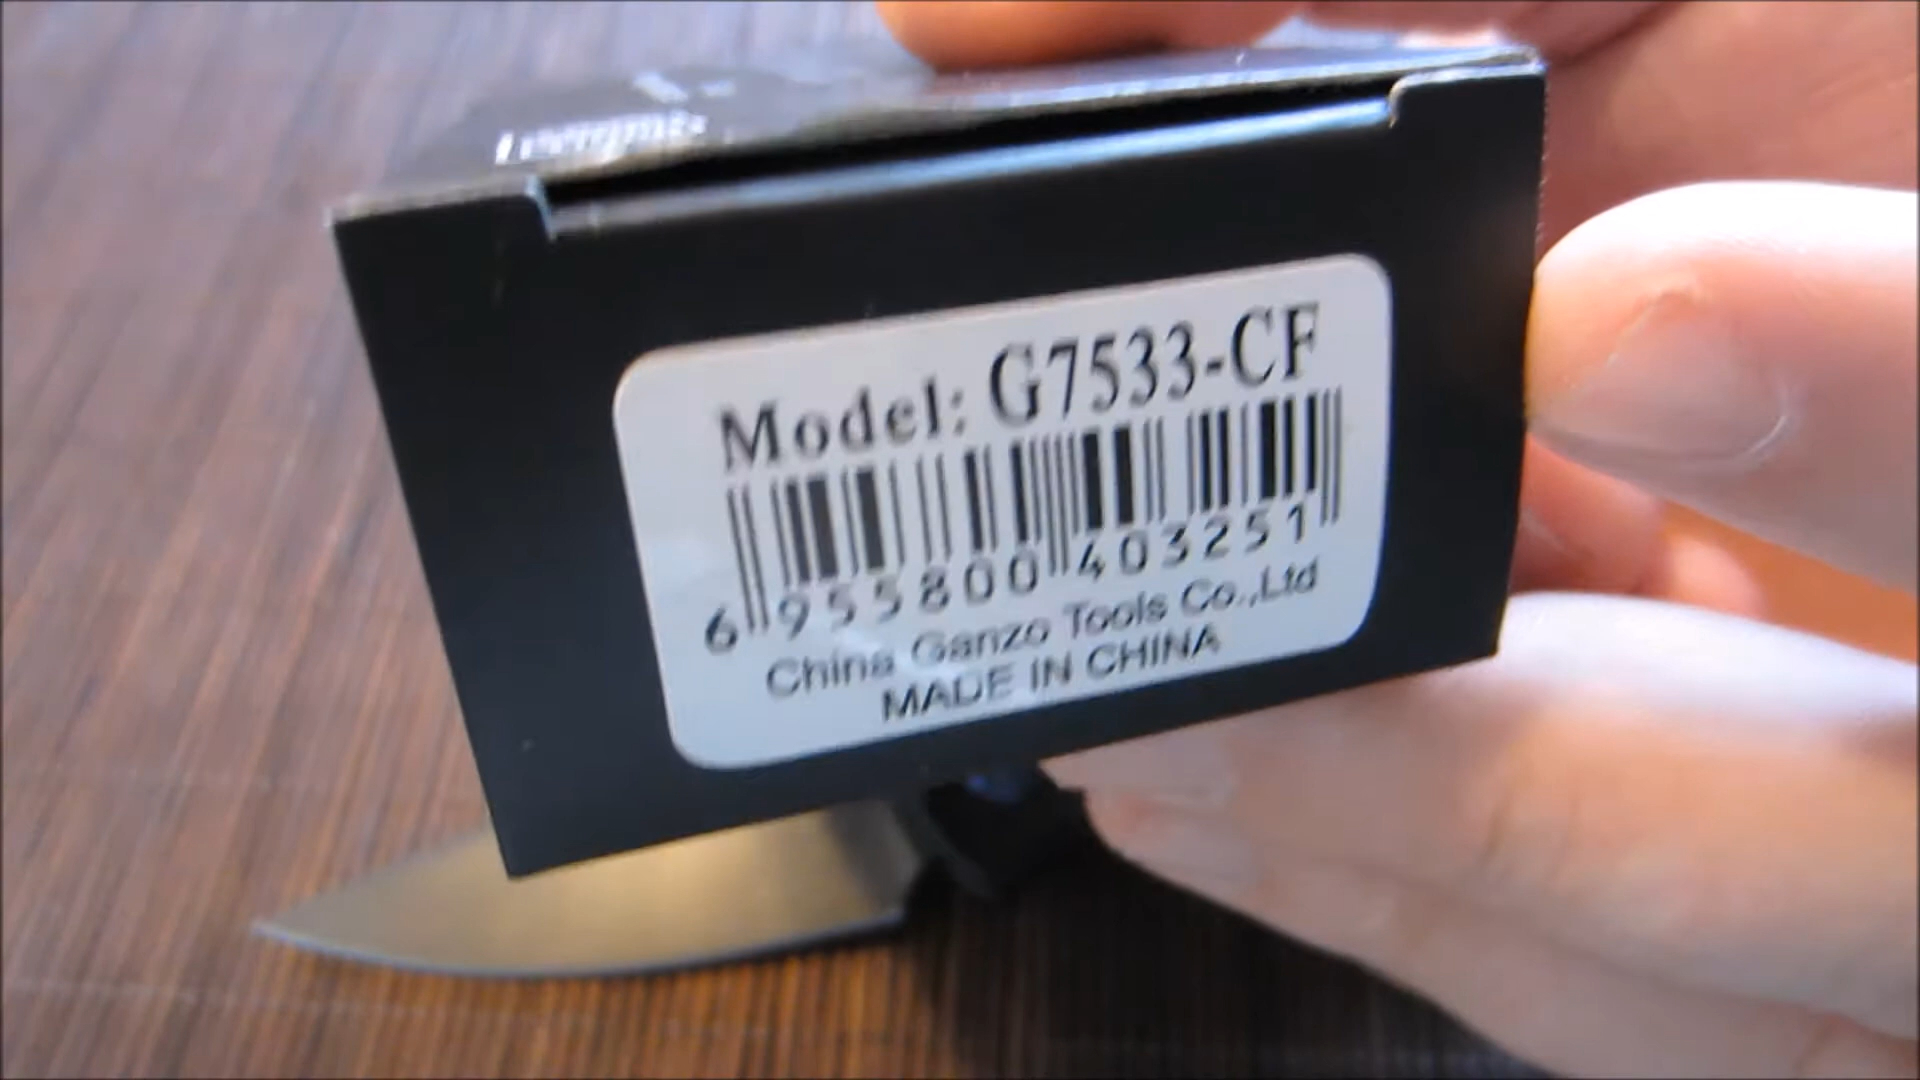 Model: G7533-CF
6 955800 403251
China Ganzo Tools Co.,Ltd
MADE IN CHINA